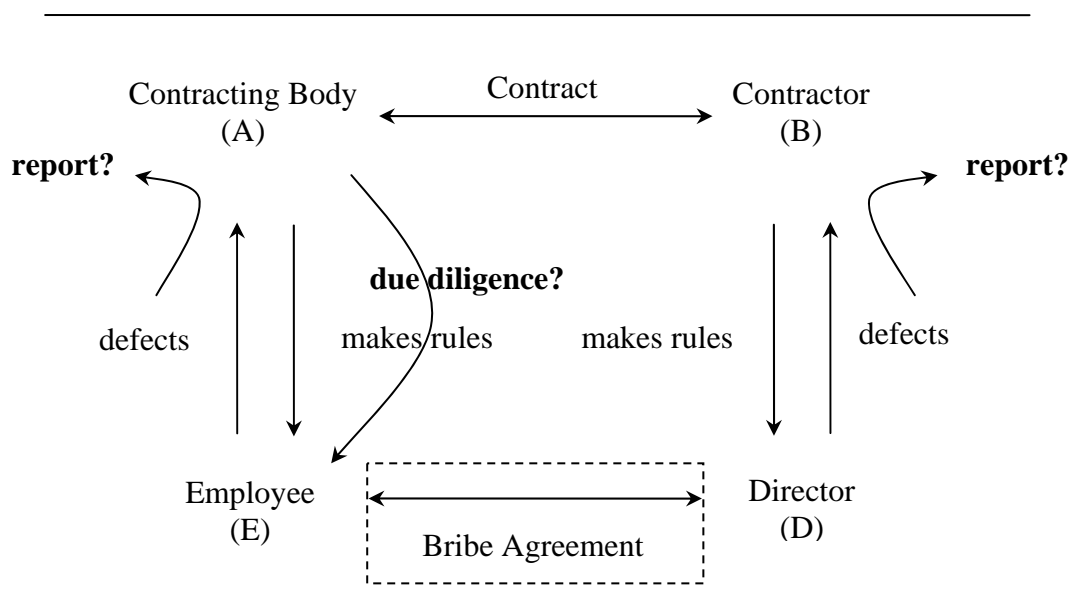 Contracting Body
(A)
Contract
Contractor
(B)
report?
report?
due diligence?
defects
makes rules
makes rules
defects
Employee
(E)
Director
(D)
Bribe Agreement